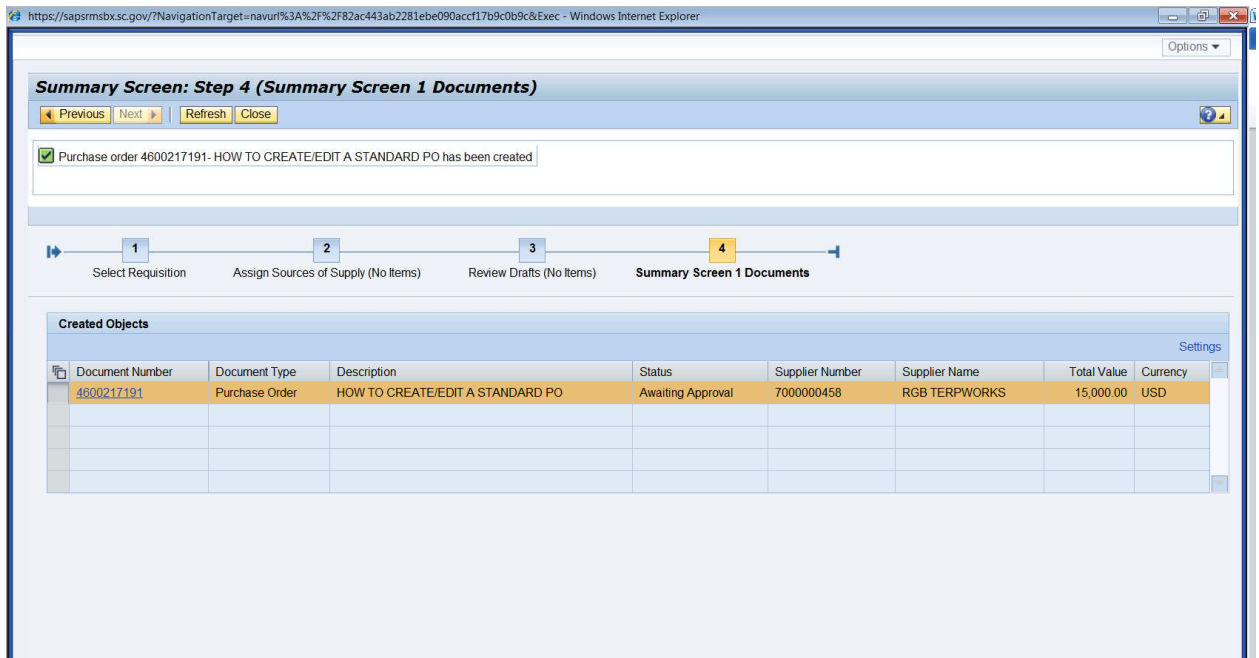 https://sapsrmsbx.sc.gov/?NavigationTarget=navurl%3A%2F%2F82ac443ab2281ebe090accf17b9c0b9c&Exec - Windows Internet Explorer
Options
Summary Screen: Step 4 (Summary Screen 1 Documents)
Previous Next Refresh Close
Purchase order 4600217191- HOW TO CREATE/EDIT A STANDARD PO has been created
1 2 3 4
Select Requisition Assign Sources of Supply (No Items) Review Drafts (No Items) Summary Screen 1 Documents
Created Objects
Settings
Document Number Document Type Description Status Supplier Number Supplier Name Total Value Currency
4600217191 Purchase Order HOW TO CREATE/EDIT A STANDARD PO Awaiting Approval 7000000458 RGB TERPWORKS 15,000.00 USD